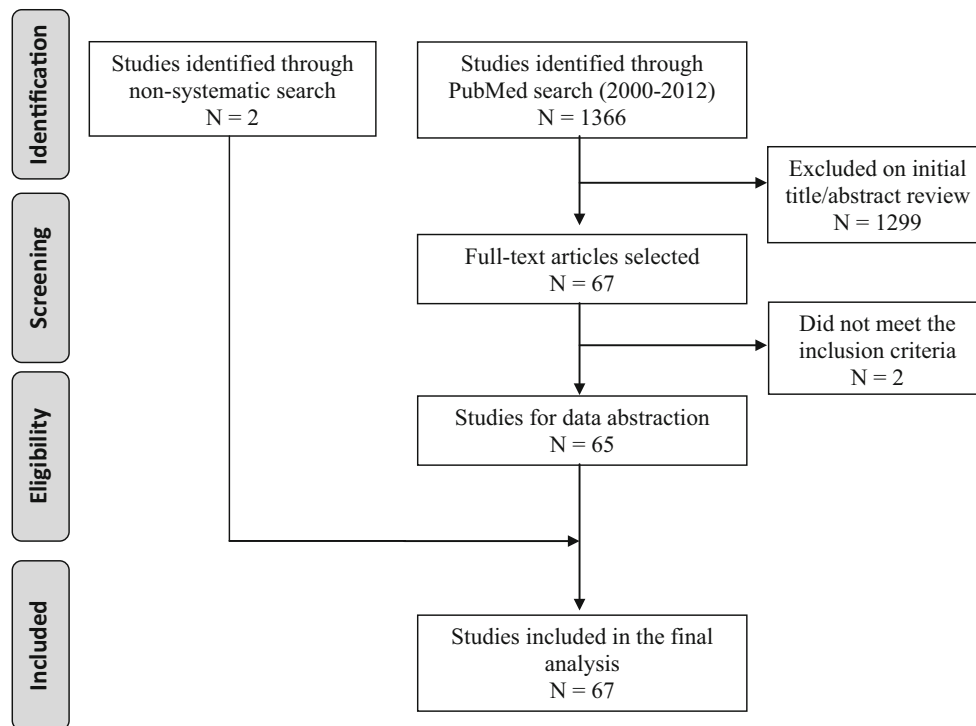 Identification
Studies identified through
non-systematic search
N = 2
Studies identified through
PubMed search (2000-2012)
N = 1366
Excluded on initial
title/abstract review
N = 1299
Screening
Full-text articles selected
N = 67
Did not meet the
inclusion criteria
N = 2
Eligibility
Studies for data abstraction
N = 65
Included
Studies included in the final
analysis
N = 67